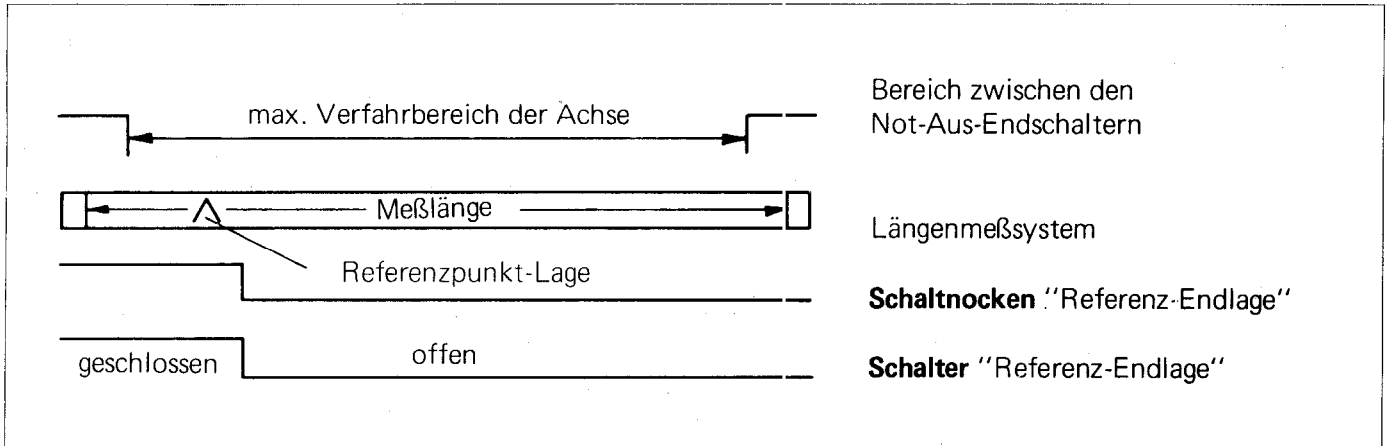 max. Verfahrbereich der Achse
Bereich zwischen den
Not-Aus-Endschaltern
Meßlänge
Längenmeßsystem
Referenzpunkt-Lage
Schaltnocken "Referenz-Endlage"
geschlossen
offen
Schalter "Referenz-Endlage"